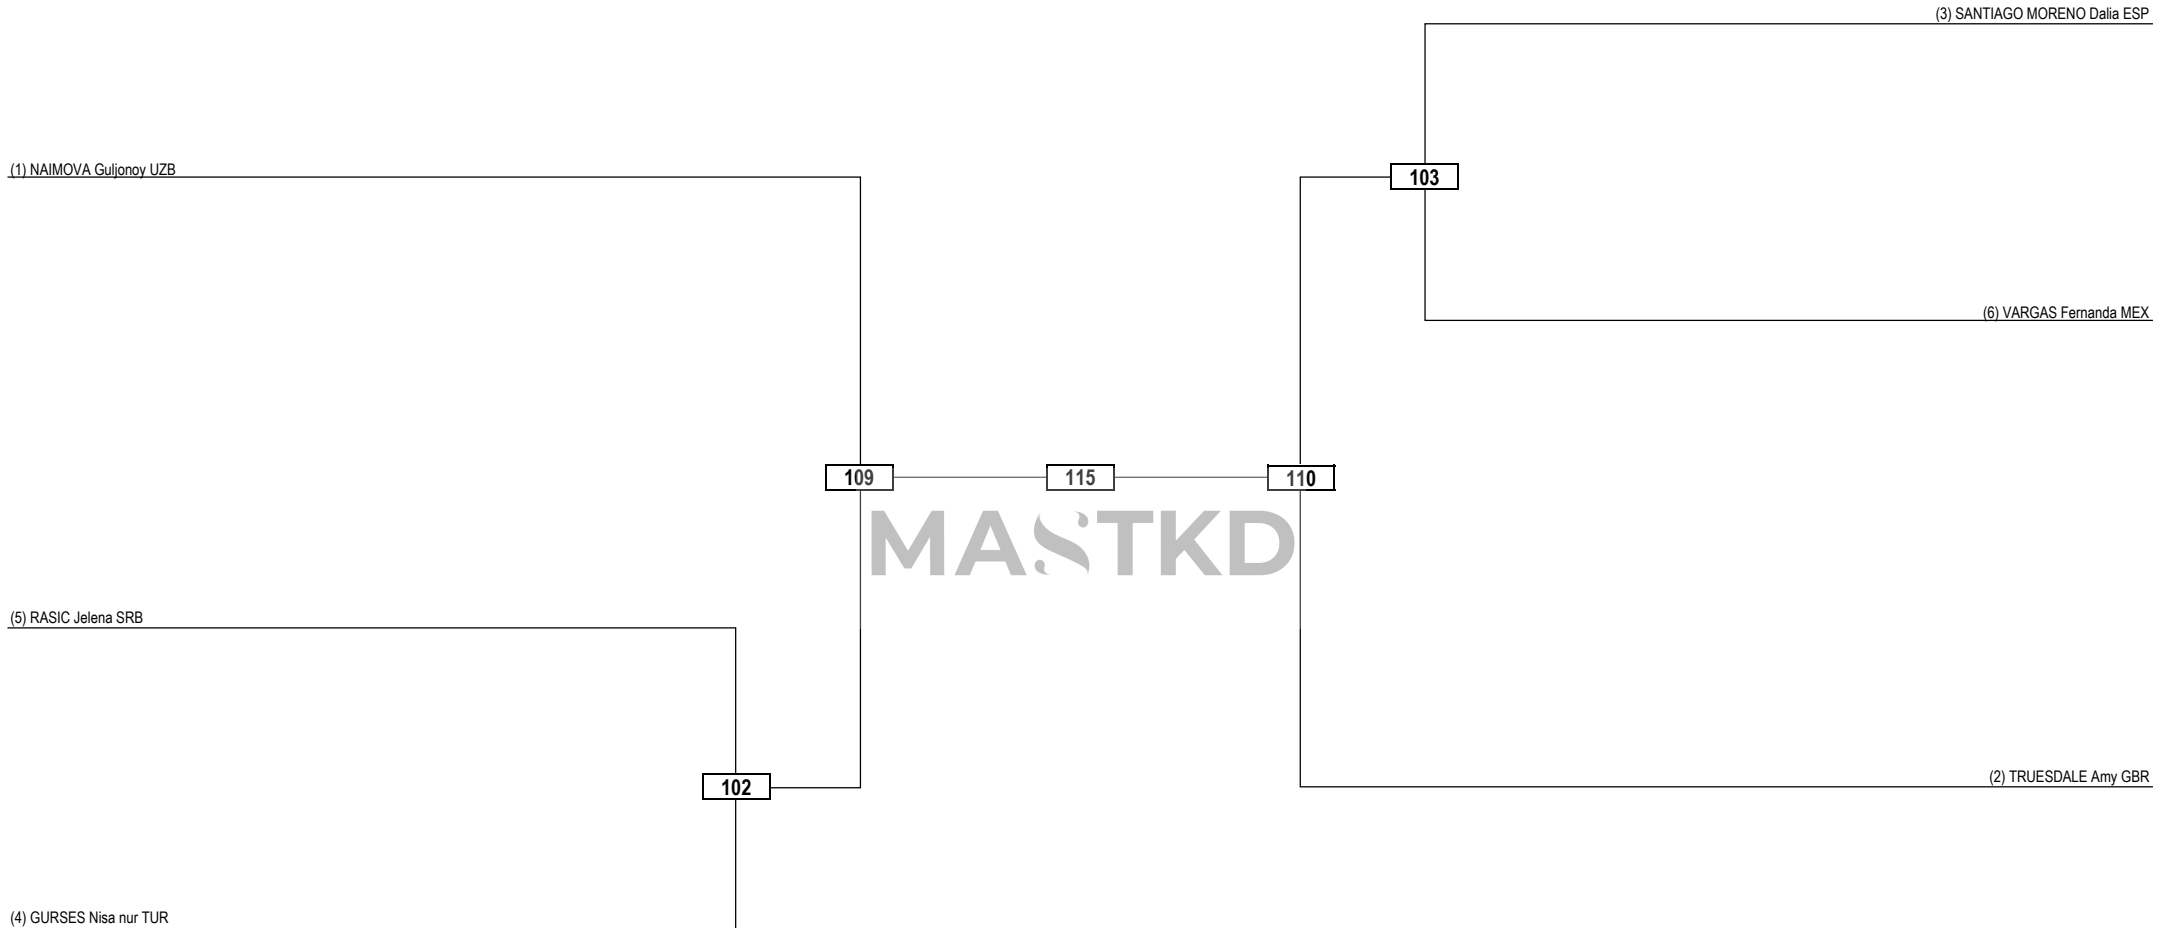 (3) SANTIAGO MORENO Dalia ESP
(1) NAIMOVA Guljonoy UZB
103
(6) VARGAS Fernanda MEX
109
115
110
MASTKD
(5) RASIC Jelena SRB
102
(2) TRUESDALE Amy GBR
(4) GURSES Nisa nur TUR